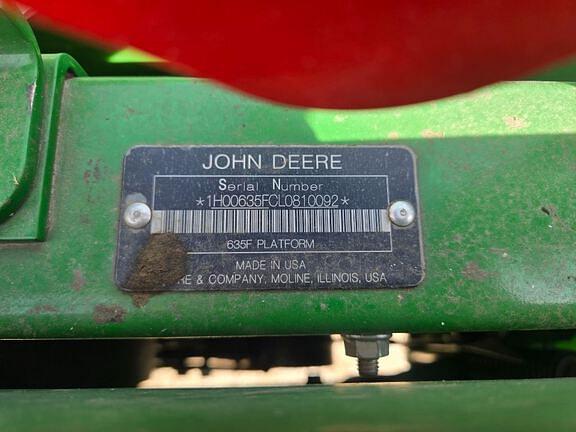 JOHN DEERE
Serial Number
*1H00635FCL0810092*
635F PLATFORM
MADE IN USA
& COMPANY, MOLINE, ILLINOIS, USA